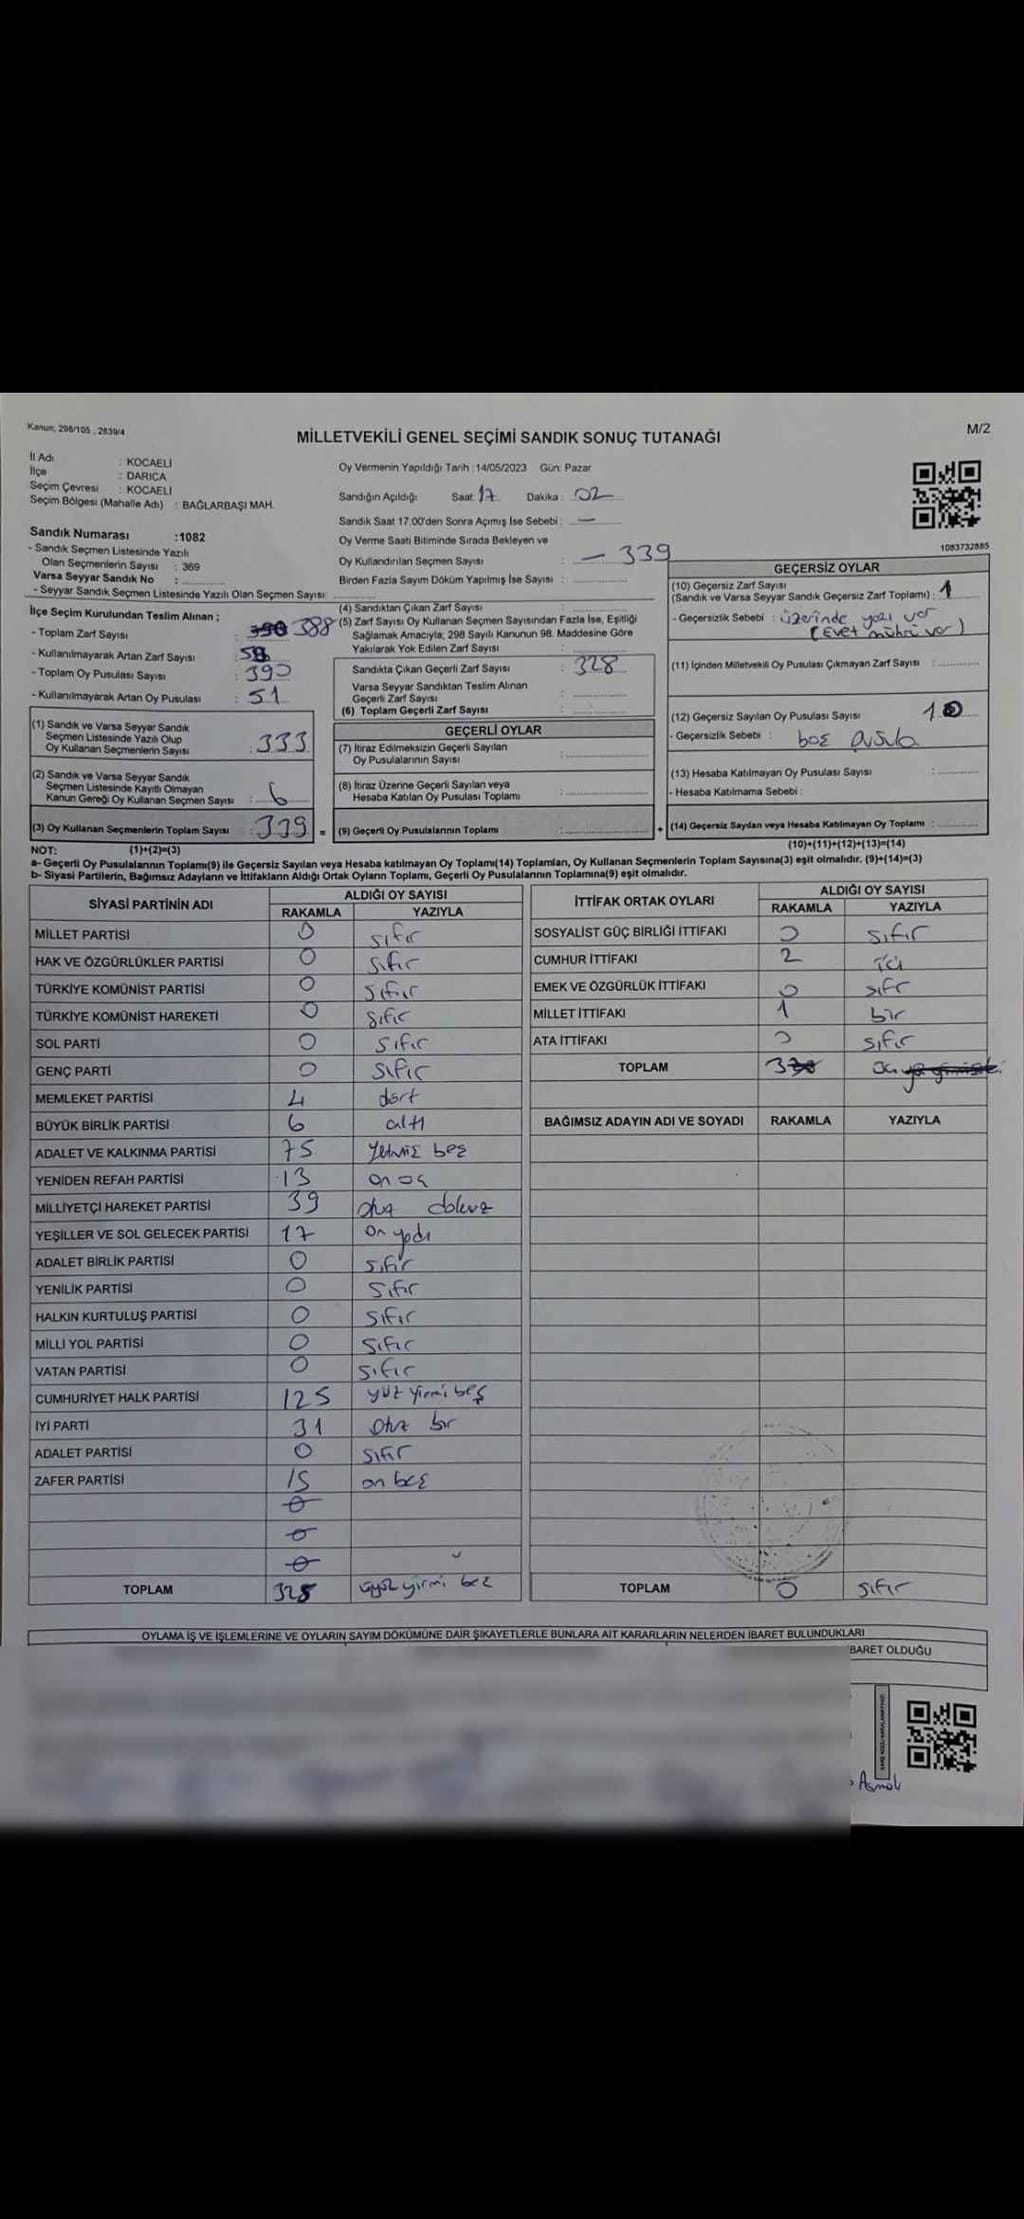 Kanun; 298/105 , 2839/4
MİLLETVEKİLİ GENEL SEÇİMİ SANDIK SONUÇ TUTANAĞI
M/2
İl Adı : KOCAELİ
İlçe : DARICA
Seçim Çevresi : KOCAELİ
Seçim Bölgesi (Mahalle Adı) : BAĞLARBAŞI MAH.
Oy Vermenin Yapıldığı Tarih : 14/05/2023 Gün: Pazar
Sandığın Açıldığı Saat: 17 Dakika : 02
Sandık Saat 17.00'den Sonra Açımış İse Sebebi : —
Oy Verme Saati Bitiminde Sırada Bekleyen ve
Oy Kullandırılan Seçmen Sayısı : — 339
Birden Fazla Sayım Döküm Yapılmış İse Sayısı :
1083732885
Sandık Numarası :1082
- Sandık Seçmen Listesinde Yazılı
Olan Seçmenlerin Sayısı : 369
Varsa Seyyar Sandık No :
- Seyyar Sandık Seçmen Listesinde Yazılı Olan Seçmen Sayısı :
İlçe Seçim Kurulundan Teslim Alınan ;
- Toplam Zarf Sayısı : 388
- Kullanılmayarak Artan Zarf Sayısı :
- Toplam Oy Pusulası Sayısı : 390
- Kullanılmayarak Artan Oy Pusulası : 51
(1) Sandık ve Varsa Seyyar Sandık
Seçmen Listesinde Yazılı Olup
Oy Kullanan Seçmenlerin Sayısı : 333
(2) Sandık ve Varsa Seyyar Sandık
Seçmen Listesinde Kayıtlı Olmayan
Kanun Gereği Oy Kullanan Seçmen Sayısı : 6
(3) Oy Kullanan Seçmenlerin Toplam Sayısı : 339 =
(4) Sandıktan Çıkan Zarf Sayısı :
(5) Zarf Sayısı Oy Kullanan Seçmen Sayısından Fazla İse, Eşitliği
Sağlamak Amacıyla; 298 Sayılı Kanunun 98. Maddesine Göre
Yakılarak Yok Edilen Zarf Sayısı :
Sandıkta Çıkan Geçerli Zarf Sayısı : 328
Varsa Seyyar Sandıktan Teslim Alınan
Geçerli Zarf Sayısı :
(6) Toplam Geçerli Zarf Sayısı :
GEÇERLİ OYLAR
(7) İtiraz Edilmeksizin Geçerli Sayılan
Oy Pusulalarının Sayısı :
(8) İtiraz Üzerine Geçerli Sayılan veya
Hesaba Katılan Oy Pusulası Toplamı :
(9) Geçerli Oy Pusulalarının Toplamı : +
GEÇERSİZ OYLAR
(10) Geçersiz Zarf Sayısı
(Sandık ve Varsa Seyyar Sandık Geçersiz Zarf Toplamı) : 1
- Geçersizlik Sebebi : üzerinde yazı var
(Evet mührü var)
(11) İçinden Milletvekili Oy Pusulası Çıkmayan Zarf Sayısı :
(12) Geçersiz Sayılan Oy Pusulası Sayısı 10
- Geçersizlik Sebebi : boş pusula
(13) Hesaba Katılmayan Oy Pusulası Sayısı :
- Hesaba Katılmama Sebebi :
(14) Geçersiz Sayılan veya Hesaba Katılmayan Oy Toplamı :
NOT: (1)+(2)=(3)
(10)+(11)+(12)+(13)=(14)
a- Geçerli Oy Pusulalarının Toplamı(9) ile Geçersiz Sayılan veya Hesaba katılmayan Oy Toplamı(14) Toplamları, Oy Kullanan Seçmenlerin Toplam Sayısına(3) eşit olmalıdır. (9)+(14)=(3)
b- Siyasi Partilerin, Bağımsız Adayların ve İttifakların Aldığı Ortak Oyların Toplamı, Geçerli Oy Pusulalarının Toplamına(9) eşit olmalıdır.
SİYASİ PARTİNİN ADI ALDIĞI OY SAYISI
RAKAMLA YAZIYLA
MİLLET PARTİSİ 0 sıfır
HAK VE ÖZGÜRLÜKLER PARTİSİ 0 sıfır
TÜRKİYE KOMÜNİST PARTİSİ 0 sıfır
TÜRKİYE KOMÜNİST HAREKETİ 0 sıfır
SOL PARTİ 0 sıfır
GENÇ PARTİ 0 sıfır
MEMLEKET PARTİSİ 4 dört
BÜYÜK BİRLİK PARTİSİ 6 altı
ADALET VE KALKINMA PARTİSİ 75 Yetmiş beş
YENİDEN REFAH PARTİSİ 13 on üç
MİLLİYETÇİ HAREKET PARTİSİ 39 otuz dokuz
YEŞİLLER VE SOL GELECEK PARTİSİ 17 on yedi
ADALET BİRLİK PARTİSİ 0 sıfır
YENİLİK PARTİSİ 0 sıfır
HALKIN KURTULUŞ PARTİSİ 0 sıfır
MİLLİ YOL PARTİSİ 0 sıfır
VATAN PARTİSİ 0 sıfır
CUMHURİYET HALK PARTİSİ 125 yüz yirmi beş
İYİ PARTİ 31 otuz bir
ADALET PARTİSİ 0 sıfır
ZAFER PARTİSİ 15 on beş
0
0
0
TOPLAM 328 üçyüz yirmi
İTTİFAK ORTAK OYLARI ALDIĞI OY SAYISI
RAKAMLA YAZIYLA
SOSYALİST GÜÇ BİRLİĞİ İTTİFAKI 0 sıfır
CUMHUR İTTİFAKI 2 ici
EMEK VE ÖZGÜRLÜK İTTİFAKI 0 sıfr
MİLLET İTTİFAKI 1 bir
ATA İTTİFAKI 0 sıfır
TOPLAM 3
BAĞIMSIZ ADAYIN ADI VE SOYADI RAKAMLA YAZIYLA
TOPLAM 0 sıfır
OYLAMA İŞ VE İŞLEMLERİNE VE OYLARIN SAYIM DÖKÜMÜNE DAİR ŞİKAYETLERLE BUNLARA AİT KARARLARIN NELERDEN İBARET BULUNDUKLARI
BARET OLDUĞU